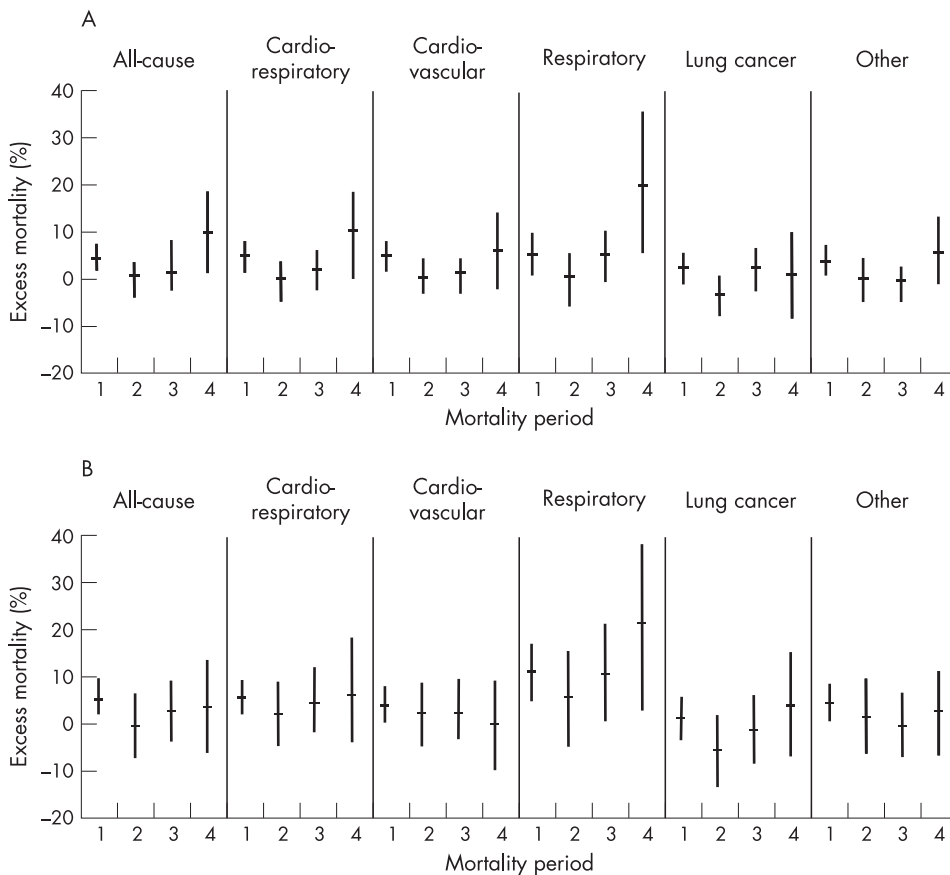 A
All-cause
Cardio-
respiratory
Cardio-
vascular
Respiratory
Lung cancer
Other
Excess mortality (%)
40
30
20
10
0
–10
–20
1 2 3 4 1 2 3 4 1 2 3 4 1 2 3 4 1 2 3 4 1 2 3 4
Mortality period
B
All-cause
Cardio-
respiratory
Cardio-
vascular
Respiratory
Lung cancer
Other
Excess mortality (%)
40
30
20
10
0
–10
–20
1 2 3 4 1 2 3 4 1 2 3 4 1 2 3 4 1 2 3 4 1 2 3 4
Mortality period